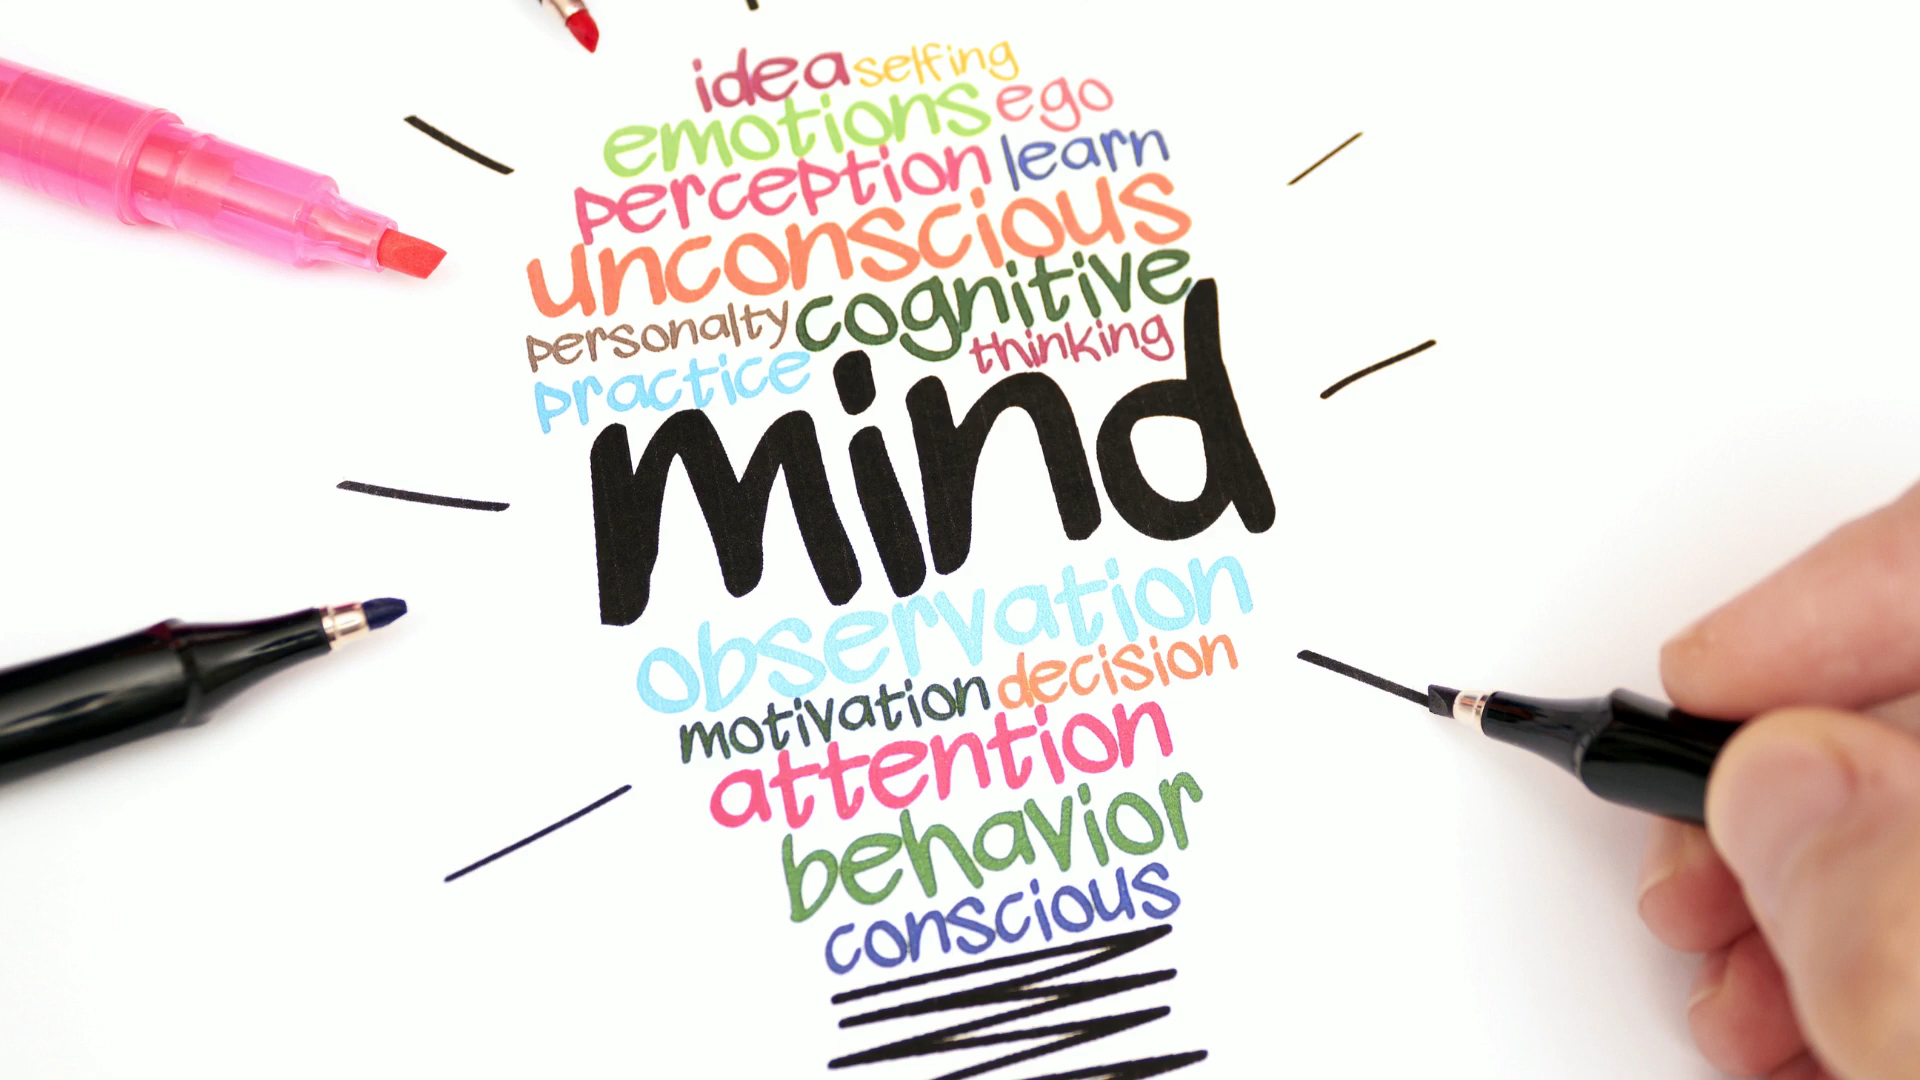 idea selfing
emotions ego
perception learn
unconscious
personalty cognitive
practice thinking
mind
observation
motivation decision
attention
behavior
conscious